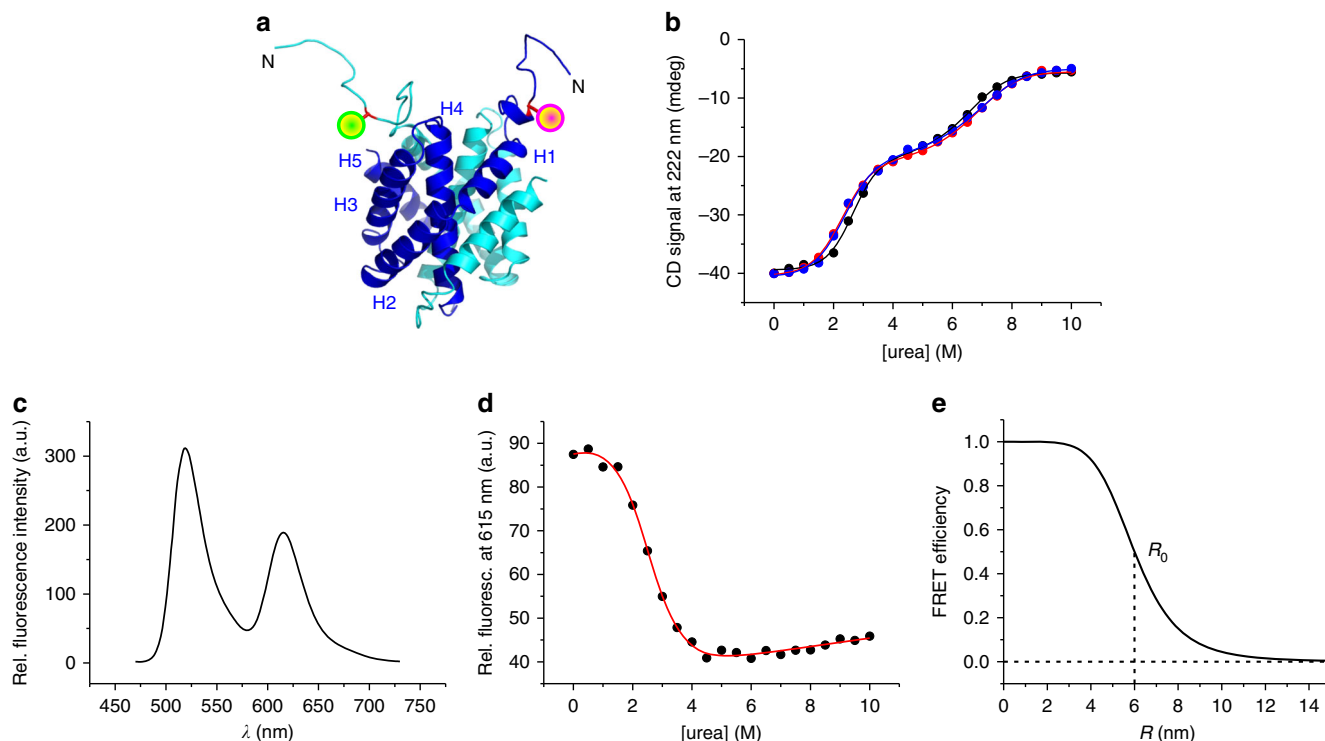 a
N
N
H4
H5
H1
H3
H2
b
CD signal at 222 nm (mdeg)
0
–10
–20
–30
–40
0 2 4 6 8 10
[urea] (M)
c
Rel. fluorescence intensity (a.u.)
300
200
100
0
450 500 550 600 650 700 750
λ (nm)
d
Rel. fluoresc. at 615 nm (a.u.)
90
80
70
60
50
40
0 2 4 6 8 10
[urea] (M)
e
FRET efficiency
1.0
0.8
0.6
0.4
0.2
0.0
R0
0 2 4 6 8 10 12 14
R (nm)